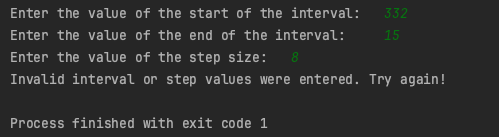 Enter the value of the start of the interval: 332
Enter the value of the end of the interval: 15
Enter the value of the step size: 8
Invalid interval or step values were entered. Try again!
Process finished with exit code 1